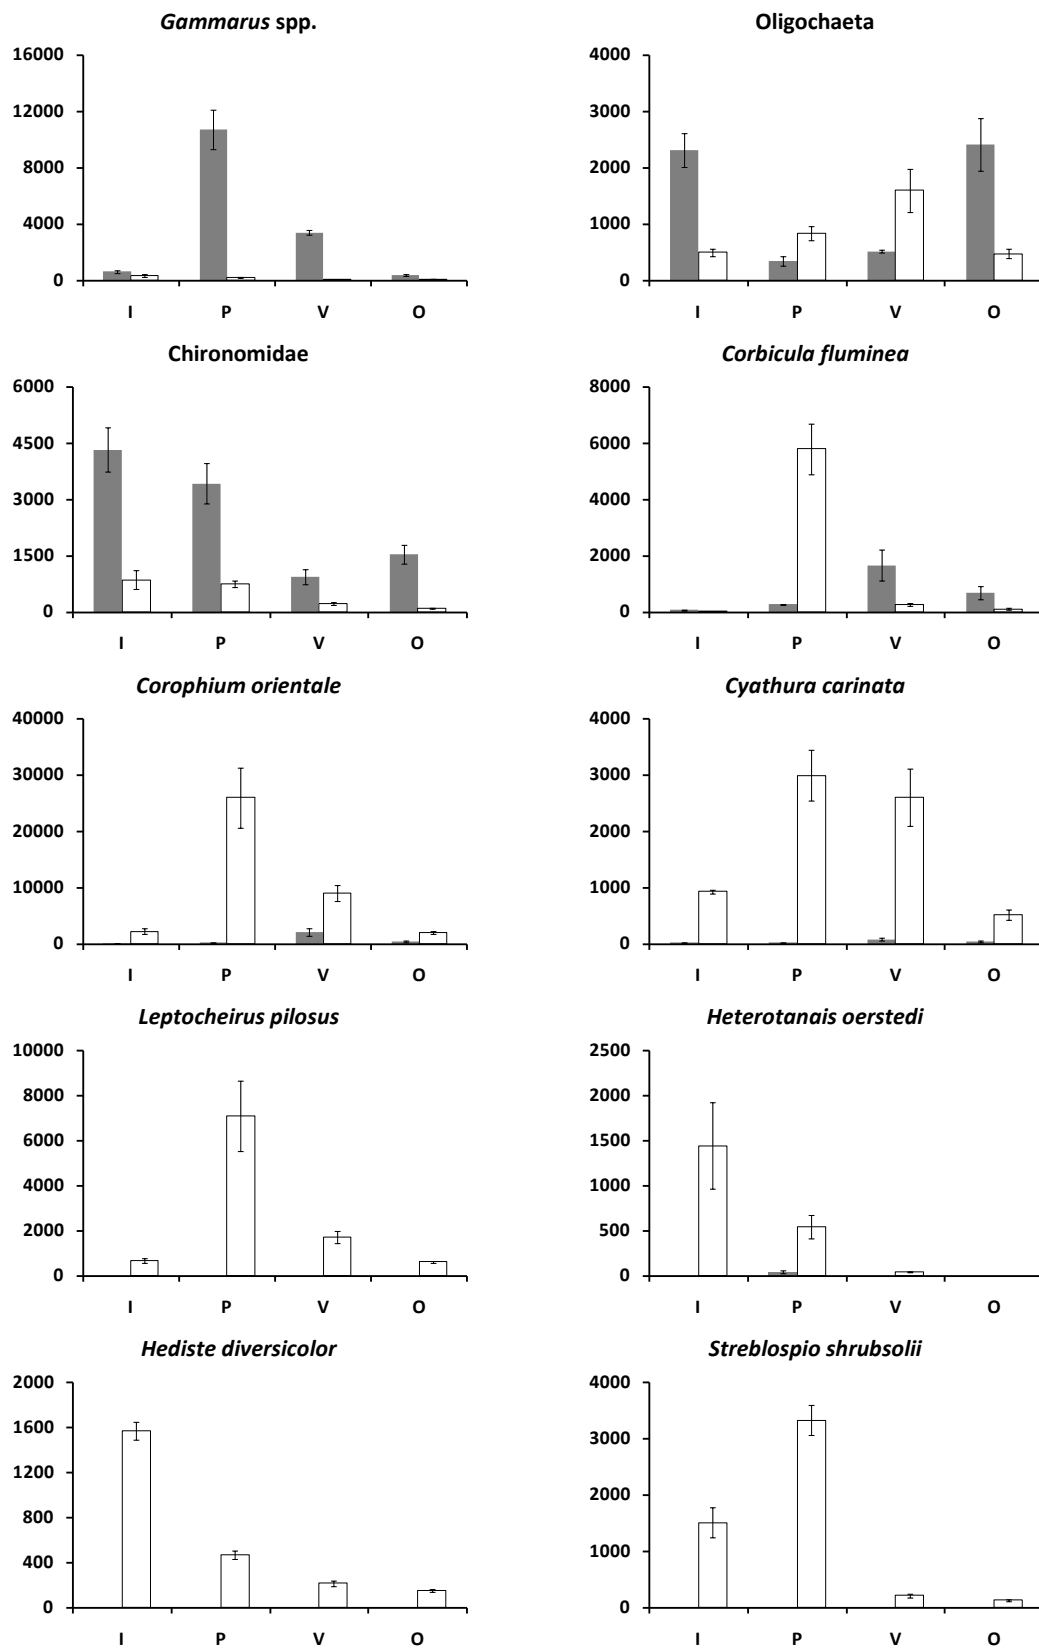 Gammarus spp.
16000
12000
8000
4000
0
I P V O
Oligochaeta
4000
3000
2000
1000
0
I P V O
Chironomidae
6000
4500
3000
1500
0
I P V O
Corbicula fluminea
8000
6000
4000
2000
0
I P V O
Corophium orientale
40000
30000
20000
10000
0
I P V O
Cyathura carinata
4000
3000
2000
1000
0
I P V O
Leptocheirus pilosus
10000
8000
6000
4000
2000
0
I P V O
Heterotanais oerstedi
2500
2000
1500
1000
500
0
I P V O
Hediste diversicolor
2000
1600
1200
800
400
0
I P V O
Streblospio shrubsolii
4000
3000
2000
1000
0
I P V O